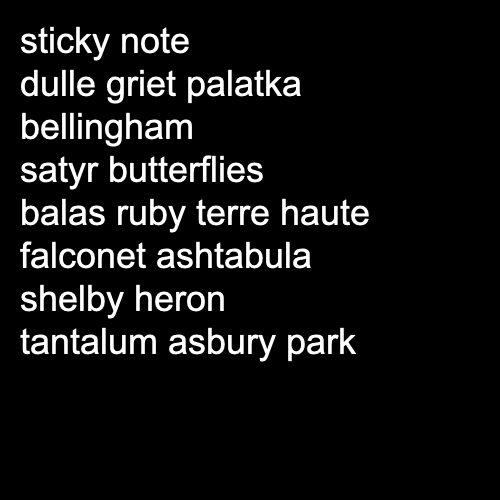 sticky note
dulle griet palatka
bellingham
satyr butterflies
balas ruby terre haute
falconet ashtabula
shelby heron
tantalum asbury park